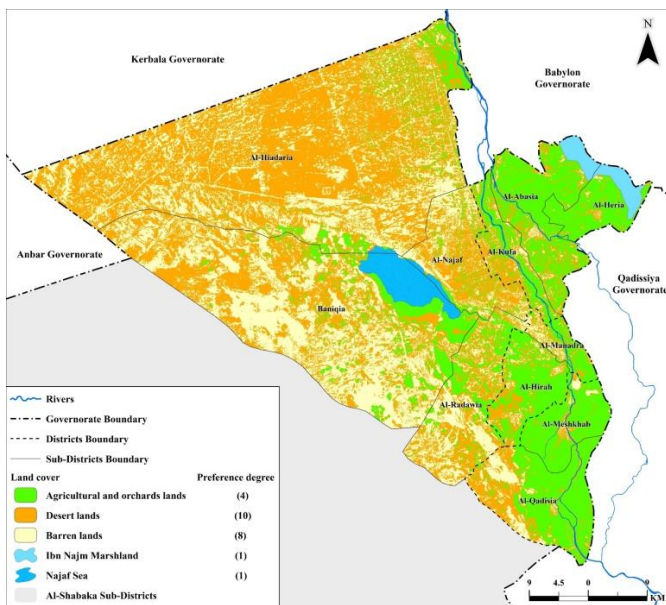 N
Kerbala Governorate
Babylon
Governorate
Al-Hiadaria
Al-Abasia
Al-Heria
Anbar Governorate
Al-Najaf
Al-Kufa
Qadissiya
Governorate
Baniqia
Al-Manadra
Al-Hirah
Al-Radawia
Al-Meshkhab
Al-Qadisia
Rivers
Governorate Boundary
Districts Boundary
Sub-Districts Boundary
Land cover Preference degree
Agricultural and orchards lands (4)
Desert lands (10)
Barren lands (8)
Ibn Najm Marshland (1)
Najaf Sea (1)
Al-Shabaka Sub-Districts
9 4.5 0 9
KM